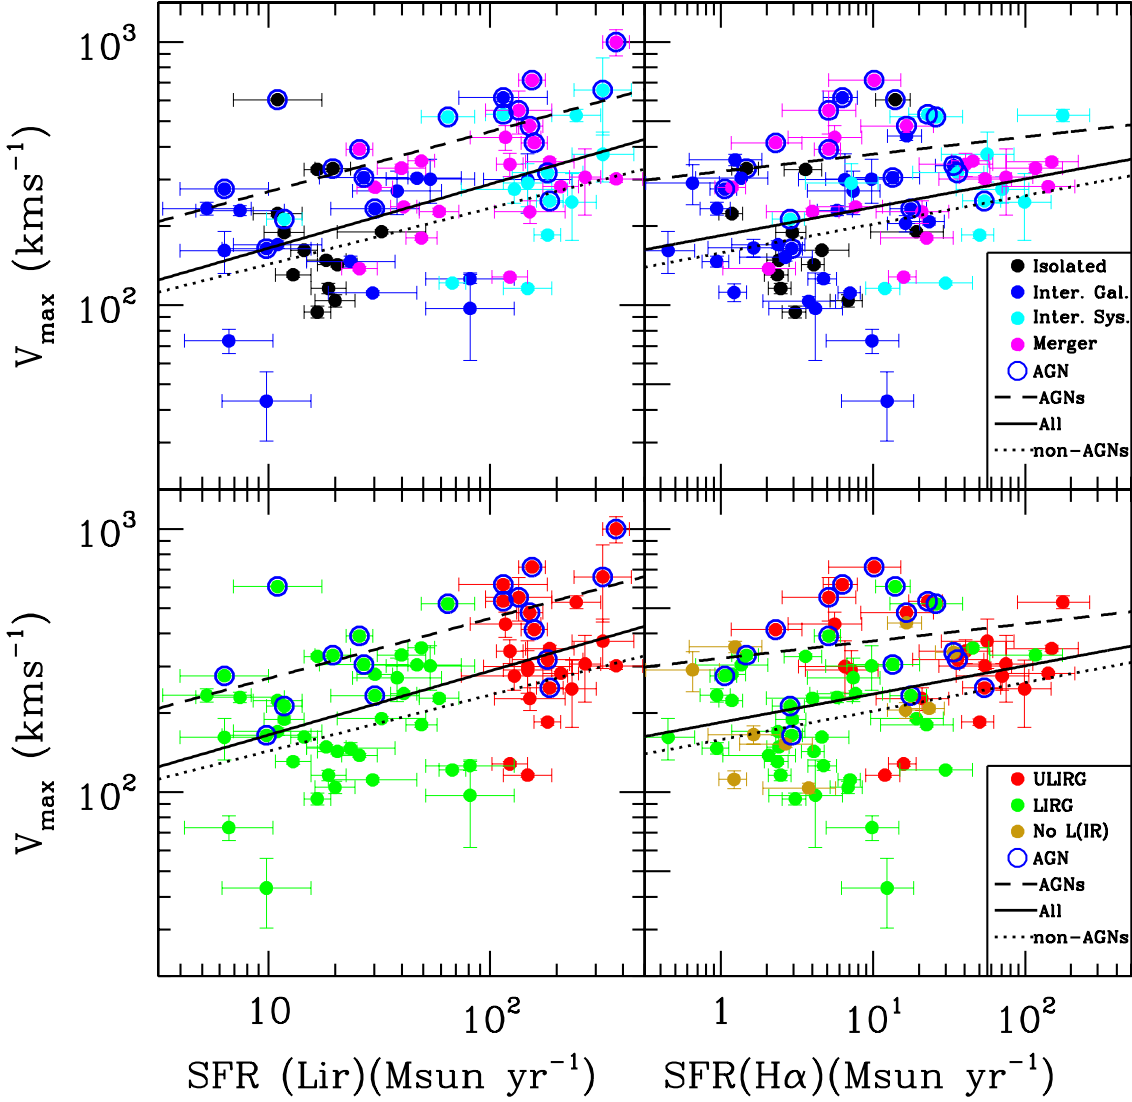 10³
V_max (kms⁻¹)
10²
Isolated
Inter. Gal.
Inter. Sys.
Merger
AGN
AGNs
All
non-AGNs
10³
V_max (kms⁻¹)
10²
ULIRG
LIRG
No L(IR)
AGN
AGNs
All
non-AGNs
10 10² 1 10¹ 10²
SFR (Lir)(Msun yr⁻¹) SFR(Hα)(Msun yr⁻¹)